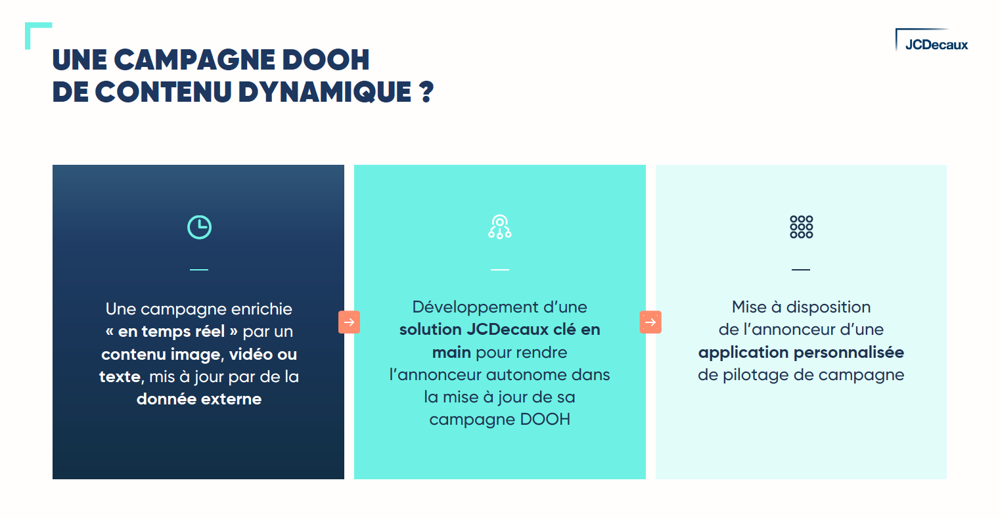 UNE CAMPAGNE DOOH
DE CONTENU DYNAMIQUE ?
JCDecaux
Une campagne enrichie
« en temps réel » par un
contenu image, vidéo ou
texte, mis à jour par de la
donnée externe
Développement d’une
solution JCDecaux clé en
main pour rendre
l’annonceur autonome dans
la mise à jour de sa
campagne DOOH
Mise à disposition
de l’annonceur d’une
application personnalisée
de pilotage de campagne